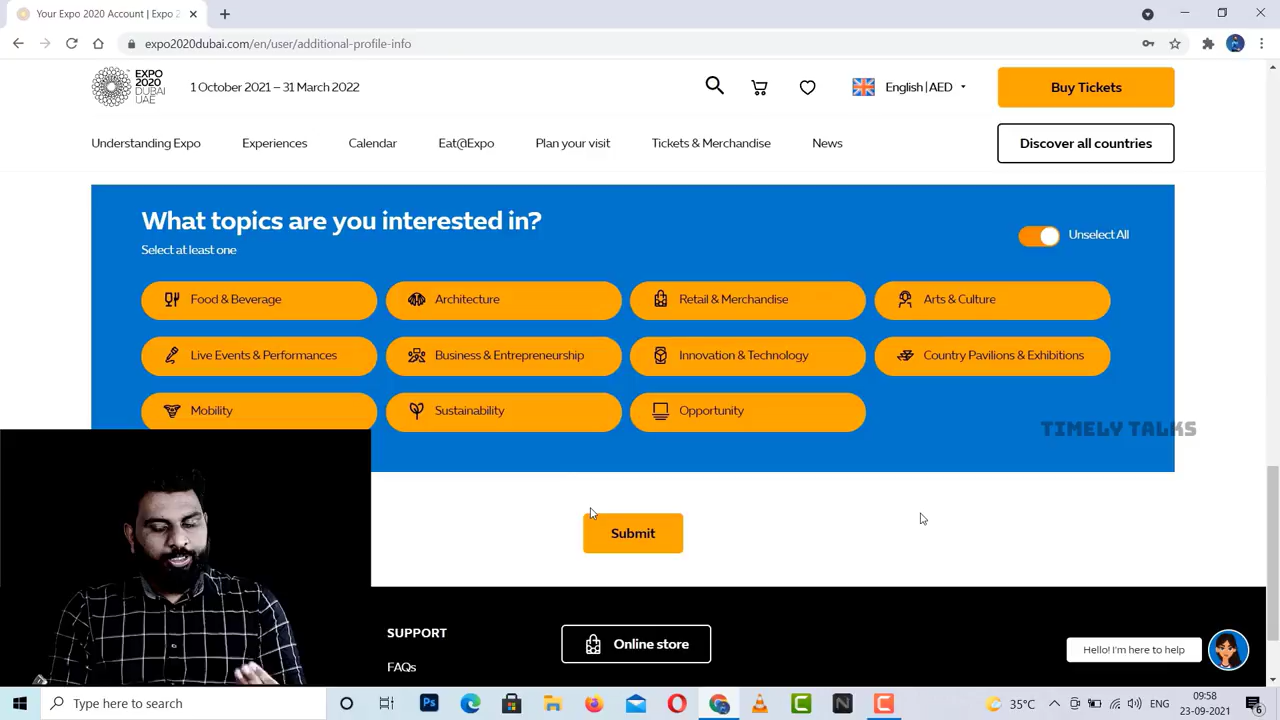 Your Expo 2020 Account | Expo 2
expo2020dubai.com/en/user/additional-profile-info
EXPO
2020
DUBAI
UAE
1 October 2021 – 31 March 2022
English | AED
Buy Tickets
Understanding Expo
Experiences
Calendar
Eat@Expo
Plan your visit
Tickets & Merchandise
News
Discover all countries
What topics are you interested in?
Select at least one
Unselect All
Food & Beverage
Architecture
Retail & Merchandise
Arts & Culture
Live Events & Performances
Business & Entrepreneurship
Innovation & Technology
Country Pavilions & Exhibitions
Mobility
Sustainability
Opportunity
TIMELY TALKS
Submit
SUPPORT
Online store
FAQs
Hello! I'm here to help
Type here to search
Ps
C
N
C
35°C
ENG
09:58
23-09-2021
6